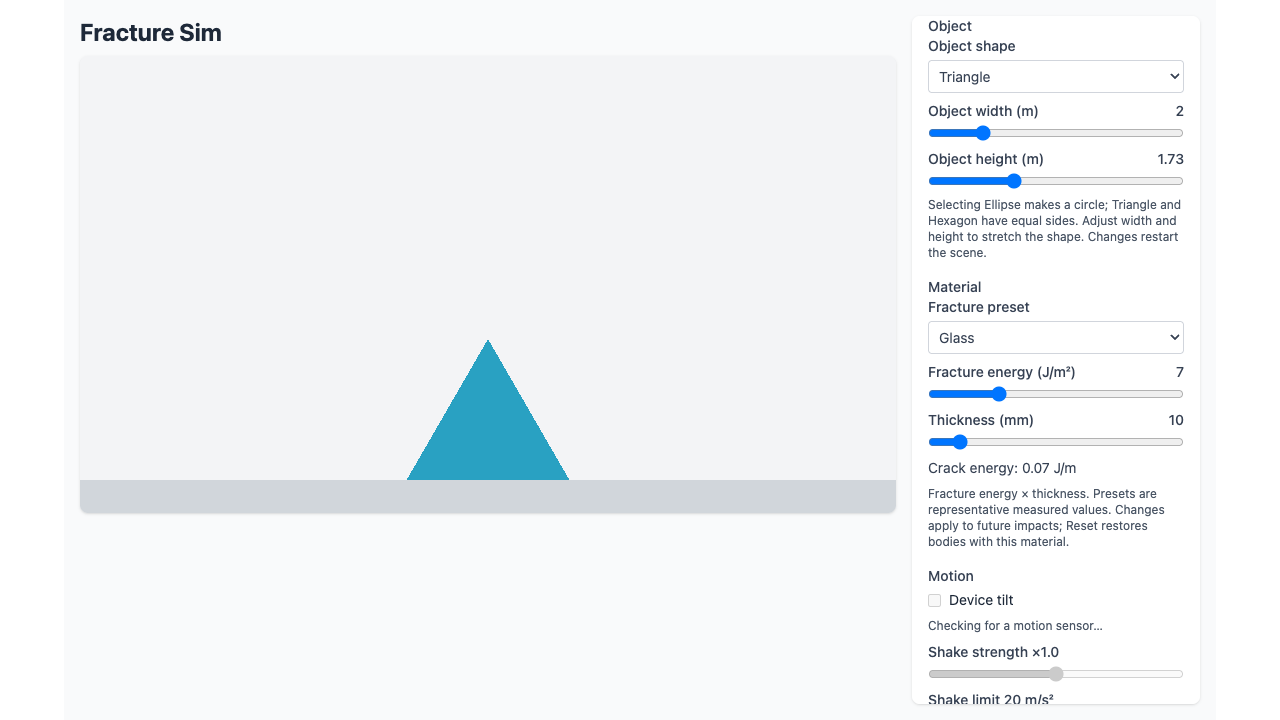 Fracture Sim
Object
Object shape
Triangle
Object width (m) 2
Object height (m) 1.73
Selecting Ellipse makes a circle; Triangle and
Hexagon have equal sides. Adjust width and
height to stretch the shape. Changes restart
the scene.
Material
Fracture preset
Glass
Fracture energy (J/m²) 7
Thickness (mm) 10
Crack energy: 0.07 J/m
Fracture energy × thickness. Presets are
representative measured values. Changes
apply to future impacts; Reset restores
bodies with this material.
Motion
Device tilt
Checking for a motion sensor...
Shake strength ×1.0
Shake limit 20 m/s²